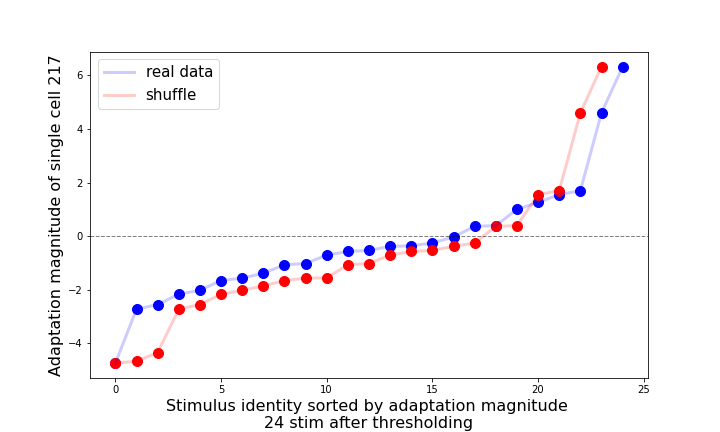 real data
shuffle
Adaptation magnitude of single cell 217
6
4
2
0
−2
−4
0
5
10
15
20
25
Stimulus identity sorted by adaptation magnitude
24 stim after thresholding